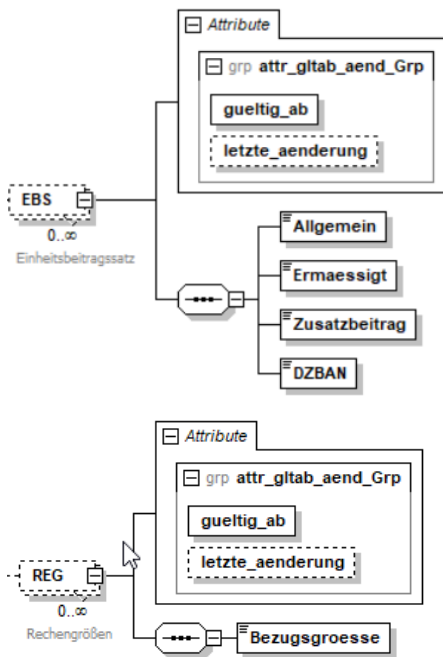 Attribute
grp attr_gltab_aend_Grp
gueltig_ab
letzte_aenderung
EBS
0..∞
Einheitsbeitragssatz
Allgemein
Ermaessigt
Zusatzbeitrag
DZBAN
Attribute
grp attr_gltab_aend_Grp
gueltig_ab
letzte_aenderung
REG
0..∞
Rechengrößen
Bezugsgroesse